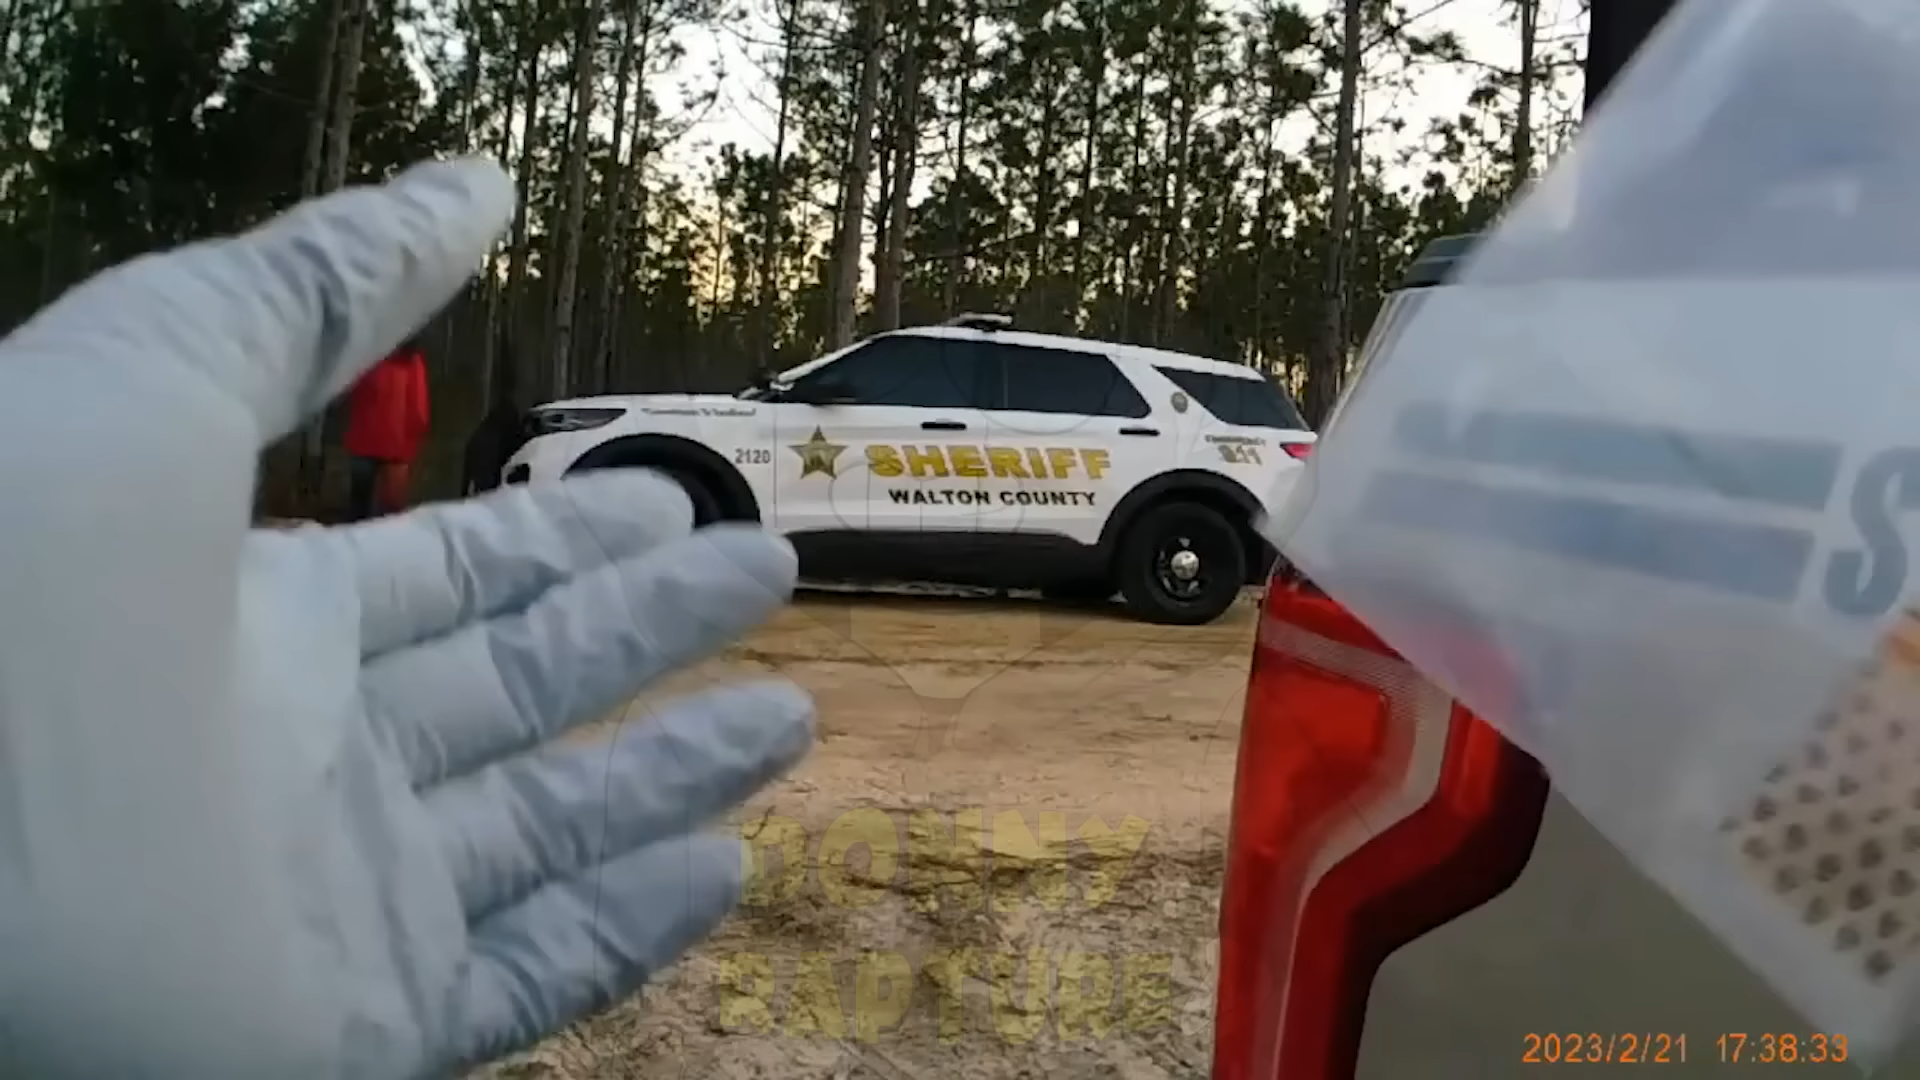 2120
SHERIFF
WALTON COUNTY
911
S
DONNY
RAPTURE
2023/2/21 17:38:33